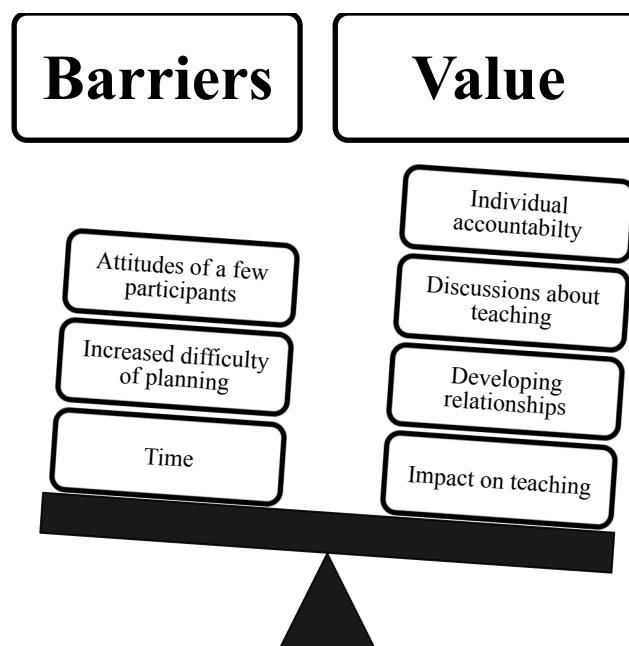 Barriers
Value
Attitudes of a few
participants
Increased difficulty
of planning
Time
Individual
accountabilty
Discussions about
teaching
Developing
relationships
Impact on teaching